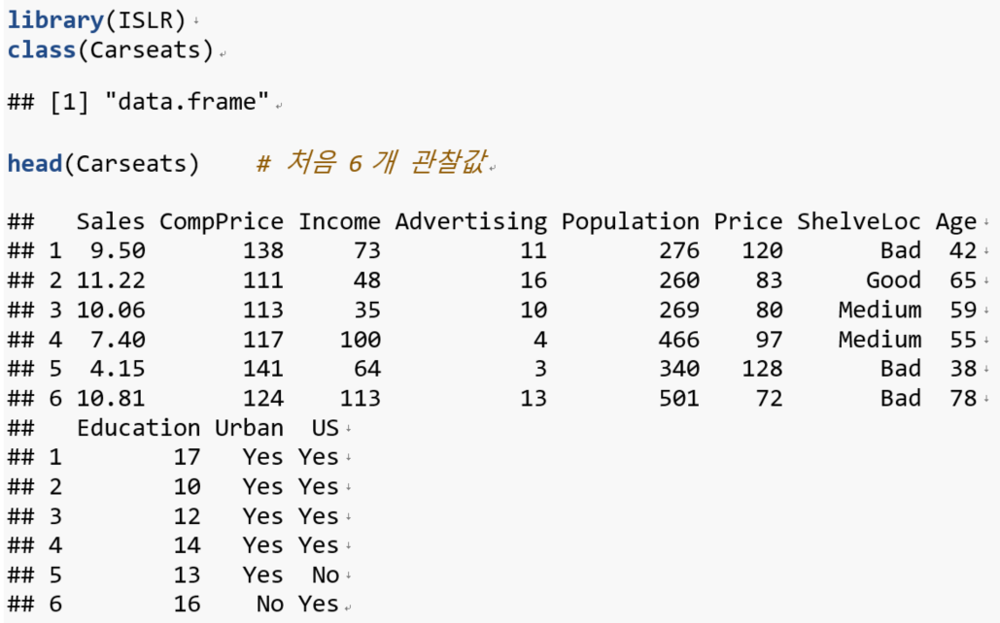 library(ISLR)
class(Carseats)
## [1] "data.frame"
head(Carseats)    # 처음 6개 관찰값
##   Sales CompPrice Income Advertising Population Price ShelveLoc Age
## 1  9.50       138     73          11        276   120       Bad  42
## 2 11.22       111     48          16        260    83      Good  65
## 3 10.06       113     35          10        269    80    Medium  59
## 4  7.40       117    100           4        466    97    Medium  55
## 5  4.15       141     64           3        340   128       Bad  38
## 6 10.81       124    113          13        501    72       Bad  78
##   Education Urban  US
## 1        17   Yes Yes
## 2        10   Yes Yes
## 3        12   Yes Yes
## 4        14   Yes Yes
## 5        13   Yes  No
## 6        16    No Yes